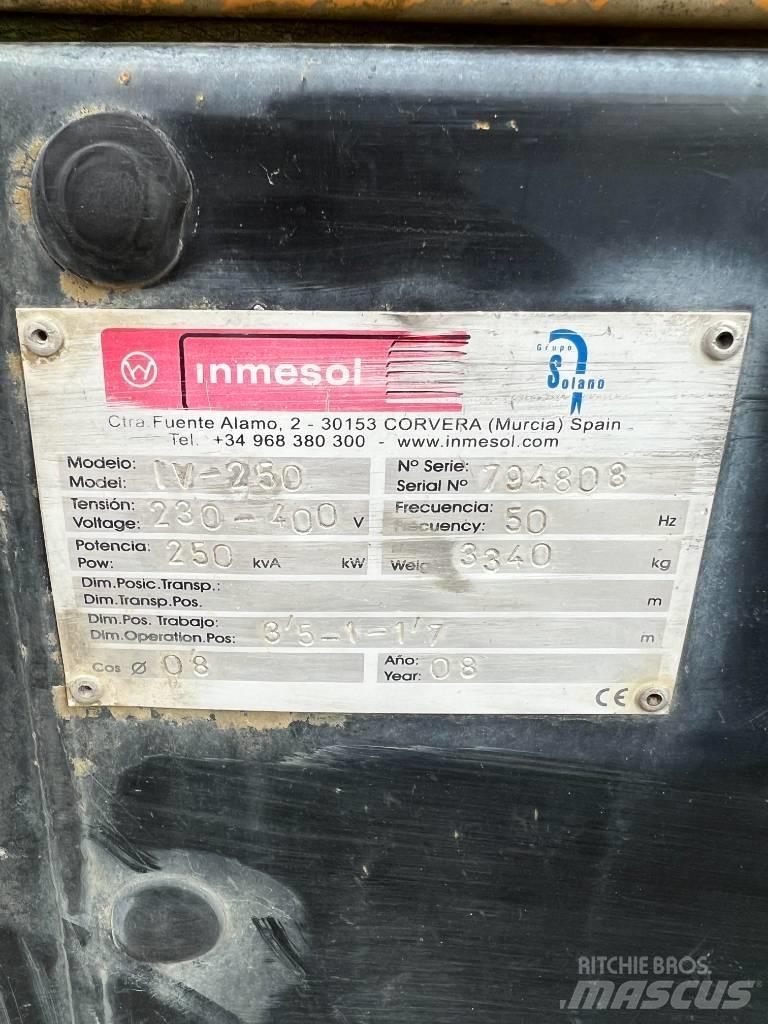 inmesol
Grupo
Solano
Ctra. Fuente Alamo, 2 - 30153 CORVERA (Murcia) Spain
Tel. +34 968 380 300 - www.inmesol.com
Modelo:
Model: IV-250
Nº Serie:
Serial Nº 794808
Tensión:
Voltage: 230-400 V
Frecuencia:
Frecuency: 50 Hz
Potencia:
Pow: 250 kvA kW
3340 kg
Dim.Posic.Transp.:
Dim.Transp.Pos. m
Dim.Pos. Trabajo:
Dim.Operation.Pos: 3'5-1-1'7 m
Cos Ø 0'8
Año:
Year: 08
CE
RITCHIE BROS.
MASCUS